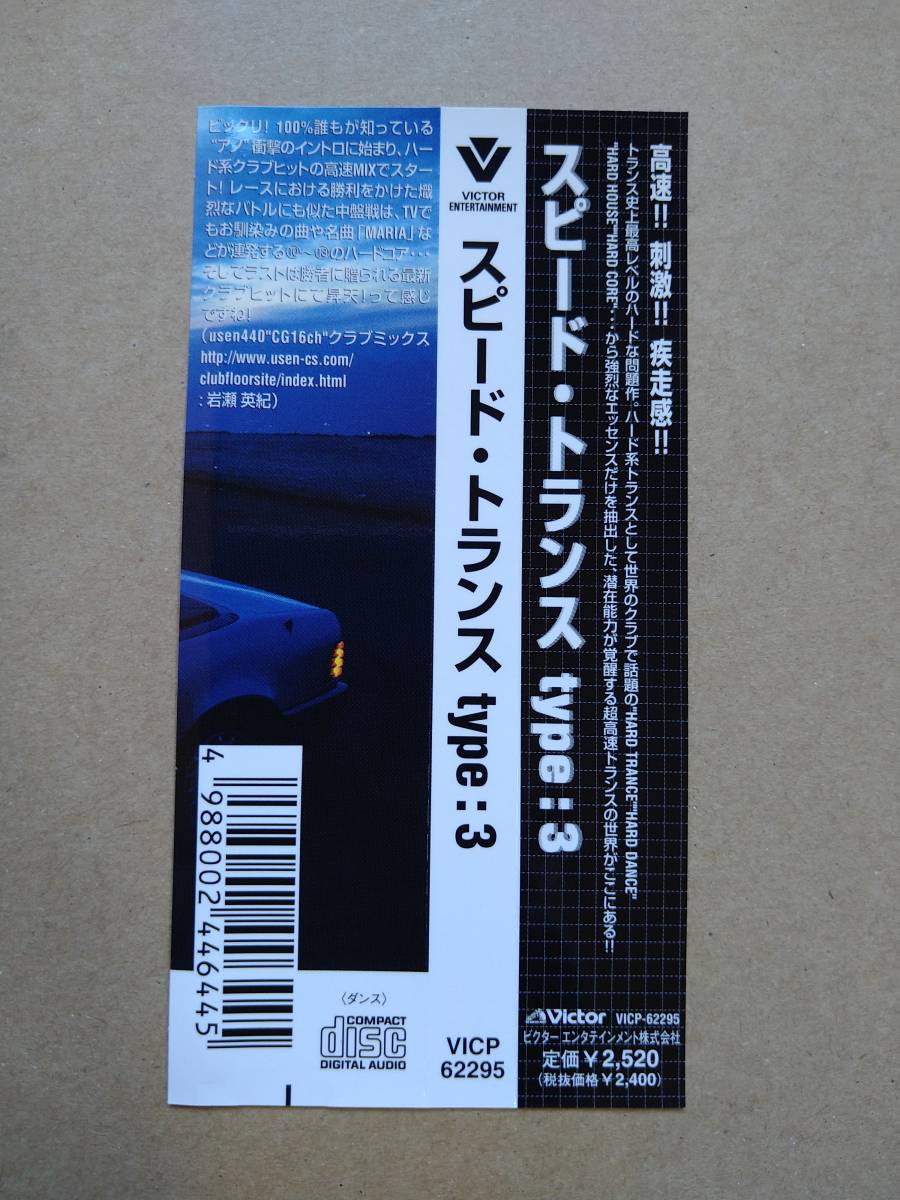 高速!! 刺激!! 疾走感!!
トランス史上最高レベルのハードな問題作。ハード系トランスとして世界のクラブで話題の"HARD TRANCE""HARD DANCE"
"HARD HOUSE""HARD CORE"･･･から強烈なエッセンスだけを抽出した、潜在能力が覚醒する超高速トランスの世界がここにある!!
スピード・トランス type:3
Victor VICP-62295
ビクター エンタテインメント株式会社
定価￥2,520
(税抜価格￥2,400)
VICTOR
ENTERTAINMENT
スピード・トランス type:3
VICP
62295
ビックリ! 100%誰もが知っている
"アノ"衝撃のイントロに始まり、ハー
ド系クラブヒットの高速MIXでスター
ト!レースにおける勝利をかけた熾
烈なバトルにも似た中盤戦は、TVで
もお馴染みの曲や名曲「MARIA」な
どが連発する⑩～⑬のハードコア･･･
そしてラストは勝者に贈られる最新
クラブヒットにて昇天!って感じ
ですね!
(usen440"CG16ch"クラブミックス
http://www.usen-cs.com/
clubfloorsite/index.html
:岩瀬 英紀)
4 988002 446445
〈ダンス〉
COMPACT
disc
DIGITAL AUDIO